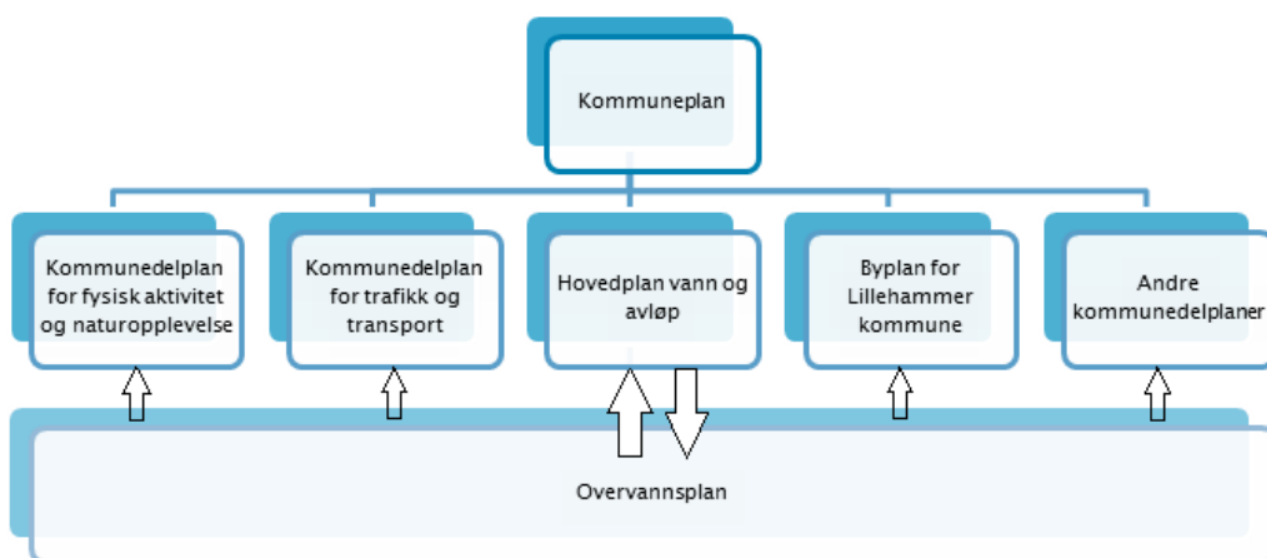 Kommuneplan
Kommunedelplan
for fysisk aktivitet
og naturopplevelse
Kommunedelplan
for trafikk og
transport
Hovedplan vann og
avløp
Byplan for
Lillehammer
kommune
Andre
kommunedelplaner
Overvannsplan